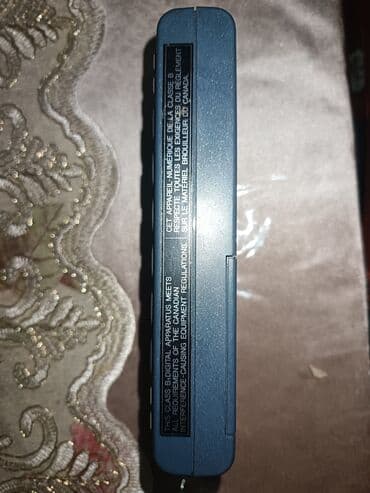 THIS CLASS B DIGITAL APPARATUS MEETS
ALL REQUIREMENTS OF THE CANADIAN
INTERFERENCE-CAUSING EQUIPMENT REGULATIONS.
CET APPAREIL NUMÉRIQUE DE LA CLASSE B
RESPECTE TOUTES LES EXIGENCES DU RÈGLEMENT
SUR LE MATÉRIEL BROUILLEUR DU CANADA.